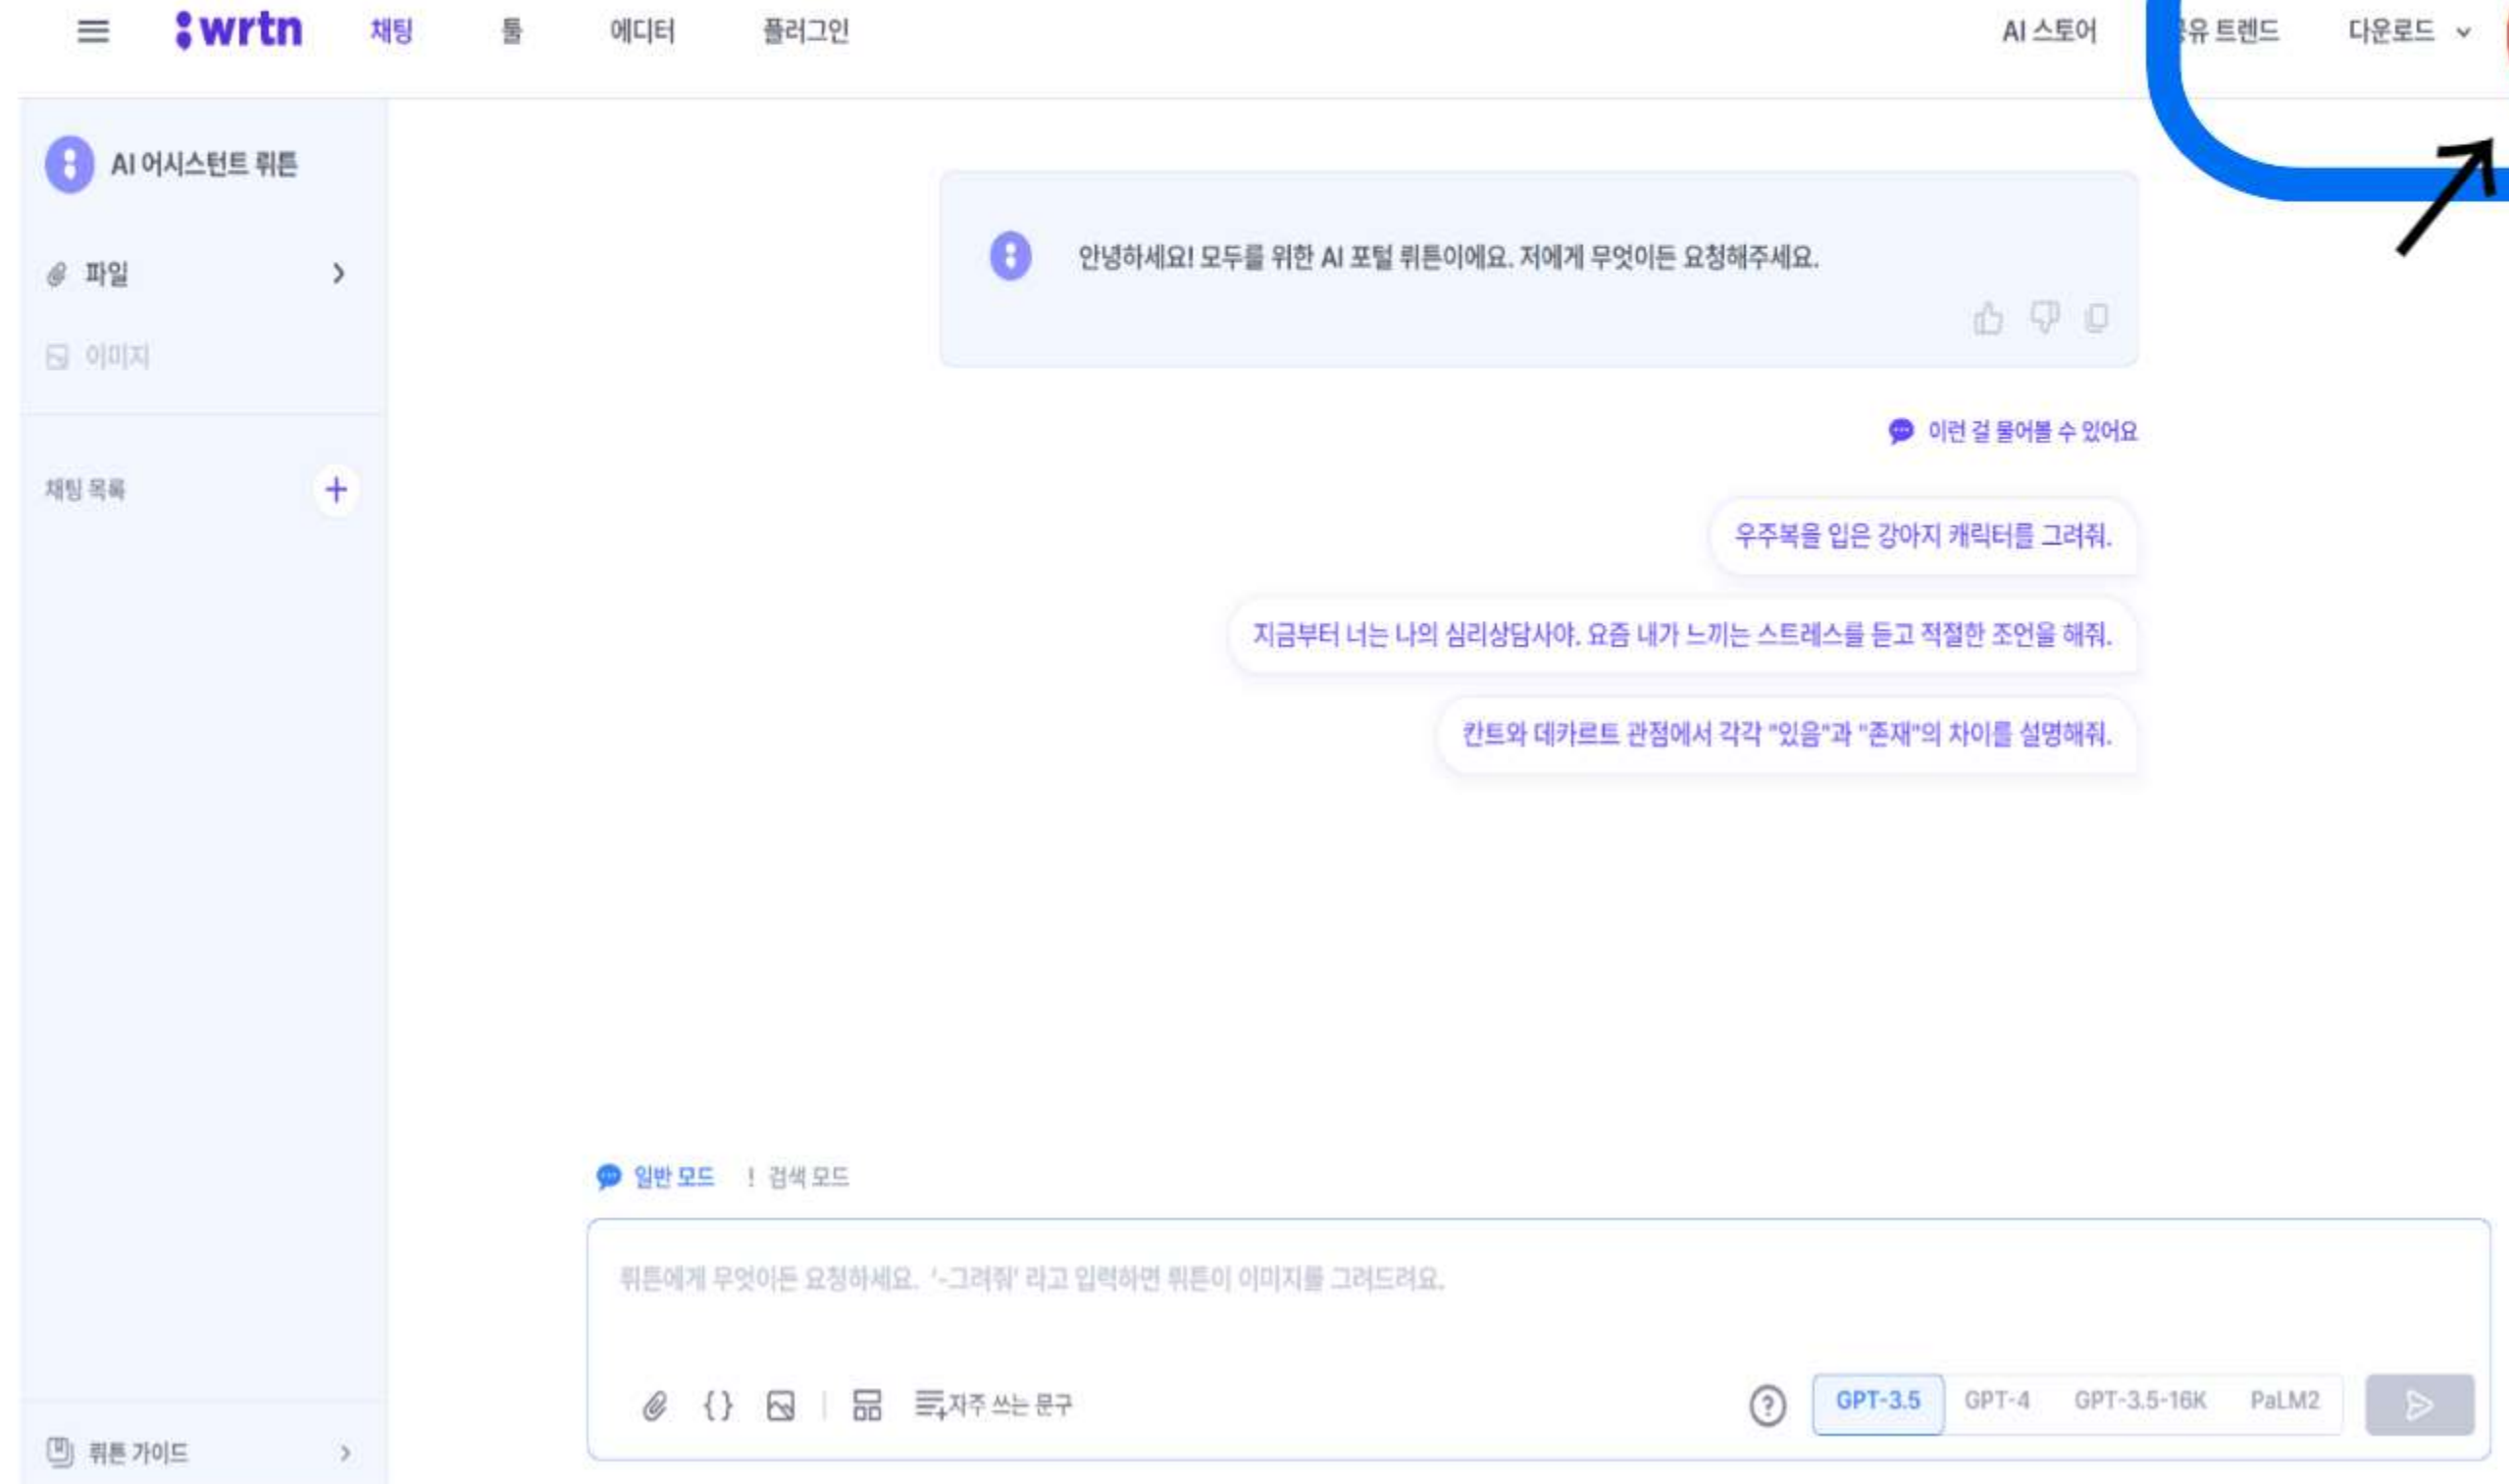 wrtn 채팅 툴 에디터 플러그인 AI 스토어 유 트렌드 다운로드
AI 어시스턴트 뤼튼
파일
이미지
채팅 목록
안녕하세요! 모두를 위한 AI 포털 뤼튼이에요. 저에게 무엇이든 요청해주세요.
이런 걸 물어볼 수 있어요
우주복을 입은 강아지 캐릭터를 그려줘.
지금부터 너는 나의 심리상담사야. 요즘 내가 느끼는 스트레스를 듣고 적절한 조언을 해줘.
칸트와 데카르트 관점에서 각각 "있음"과 "존재"의 차이를 설명해줘.
일반 모드 ! 검색 모드
뤼튼에게 무엇이든 요청하세요. '-그려줘' 라고 입력하면 뤼튼이 이미지를 그려드려요.
{ } 자주 쓰는 문구 ? GPT-3.5 GPT-4 GPT-3.5-16K PaLM2
뤼튼 가이드